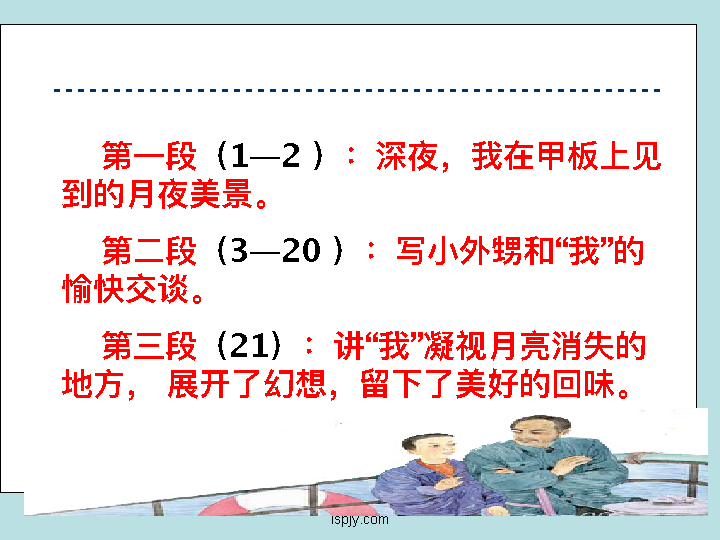 第一段（1—2 ）：深夜，我在甲板上见
到的月夜美景。
第二段（3—20 ）：写小外甥和“我”的
愉快交谈。
第三段（21）：讲“我”凝视月亮消失的
地方， 展开了幻想，留下了美好的回味。
ispjy.com